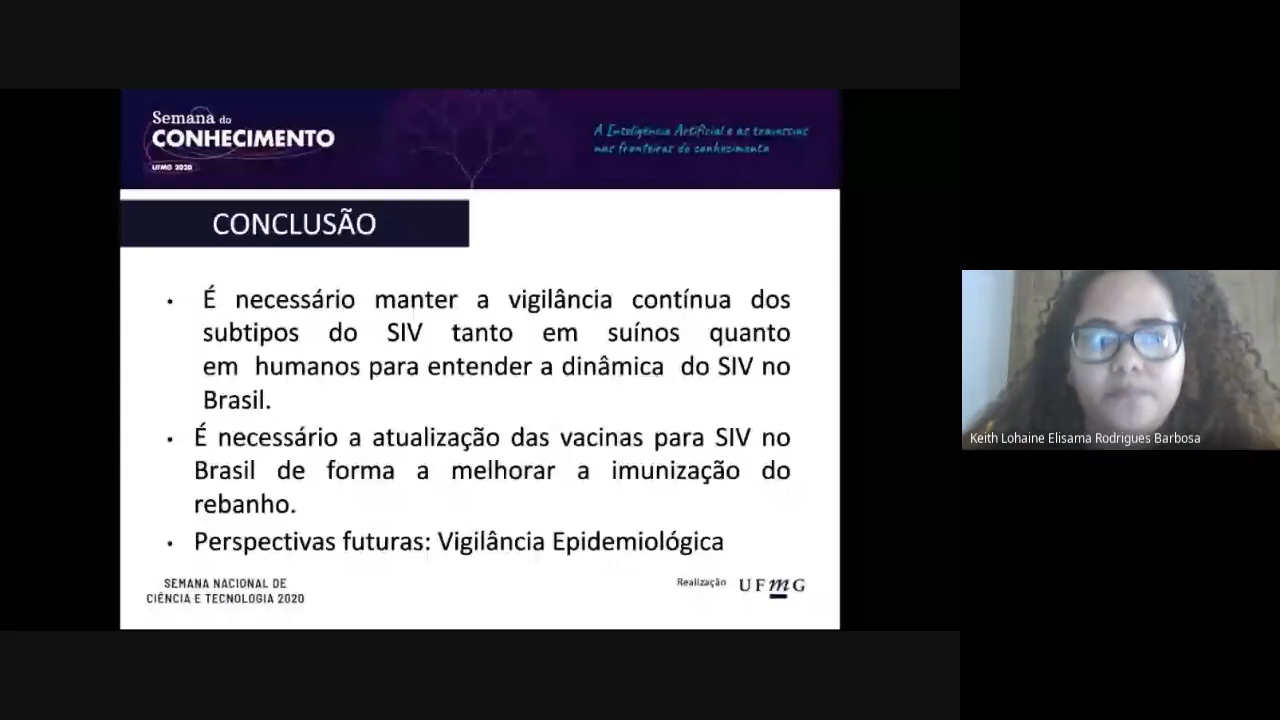 Semana do
CONHECIMENTO
UFMG 2020
A Inteligência Artificial e as travessias
nas fronteiras do conhecimento
CONCLUSÃO
• É necessário manter a vigilância contínua dos
subtipos do SIV tanto em suínos quanto
em humanos para entender a dinâmica do SIV no
Brasil.
• É necessário a atualização das vacinas para SIV no
Brasil de forma a melhorar a imunização do
rebanho.
• Perspectivas futuras: Vigilância Epidemiológica
SEMANA NACIONAL DE
CIÊNCIA E TECNOLOGIA 2020
Realização
UFmG
Keith Lohaine Elisama Rodrigues Barbosa